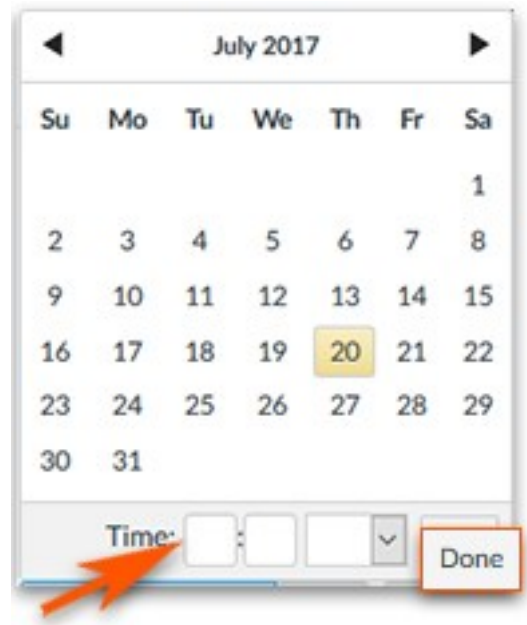 July 2017
Su Mo Tu We Th Fr Sa
1
2 3 4 5 6 7 8
9 10 11 12 13 14 15
16 17 18 19 20 21 22
23 24 25 26 27 28 29
30 31
Time: : Done